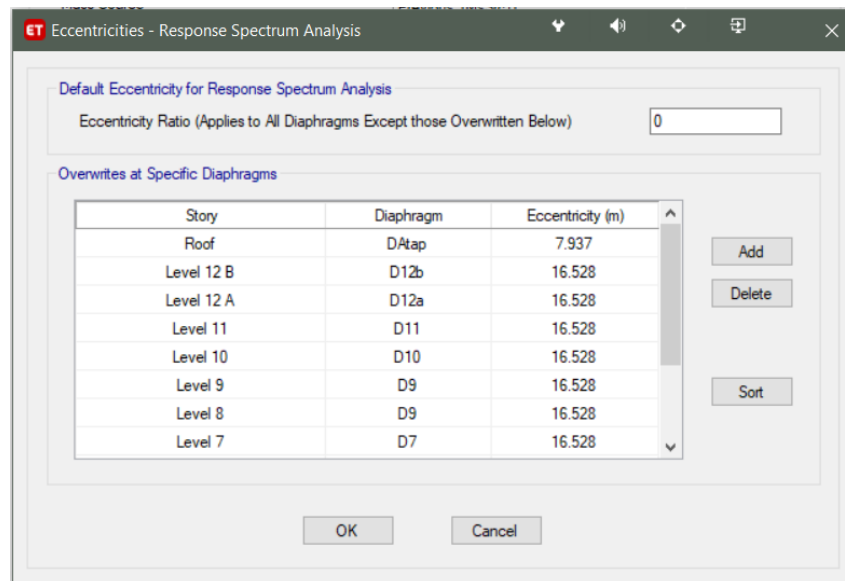 ET Eccentricities - Response Spectrum Analysis
Default Eccentricity for Response Spectrum Analysis
Eccentricity Ratio (Applies to All Diaphragms Except those Overwritten Below) 0
Overwrites at Specific Diaphragms
Story Diaphragm Eccentricity (m)
Roof DAtap 7.937
Level 12 B D12b 16.528
Level 12 A D12a 16.528
Level 11 D11 16.528
Level 10 D10 16.528
Level 9 D9 16.528
Level 8 D9 16.528
Level 7 D7 16.528
Add
Delete
Sort
OK Cancel